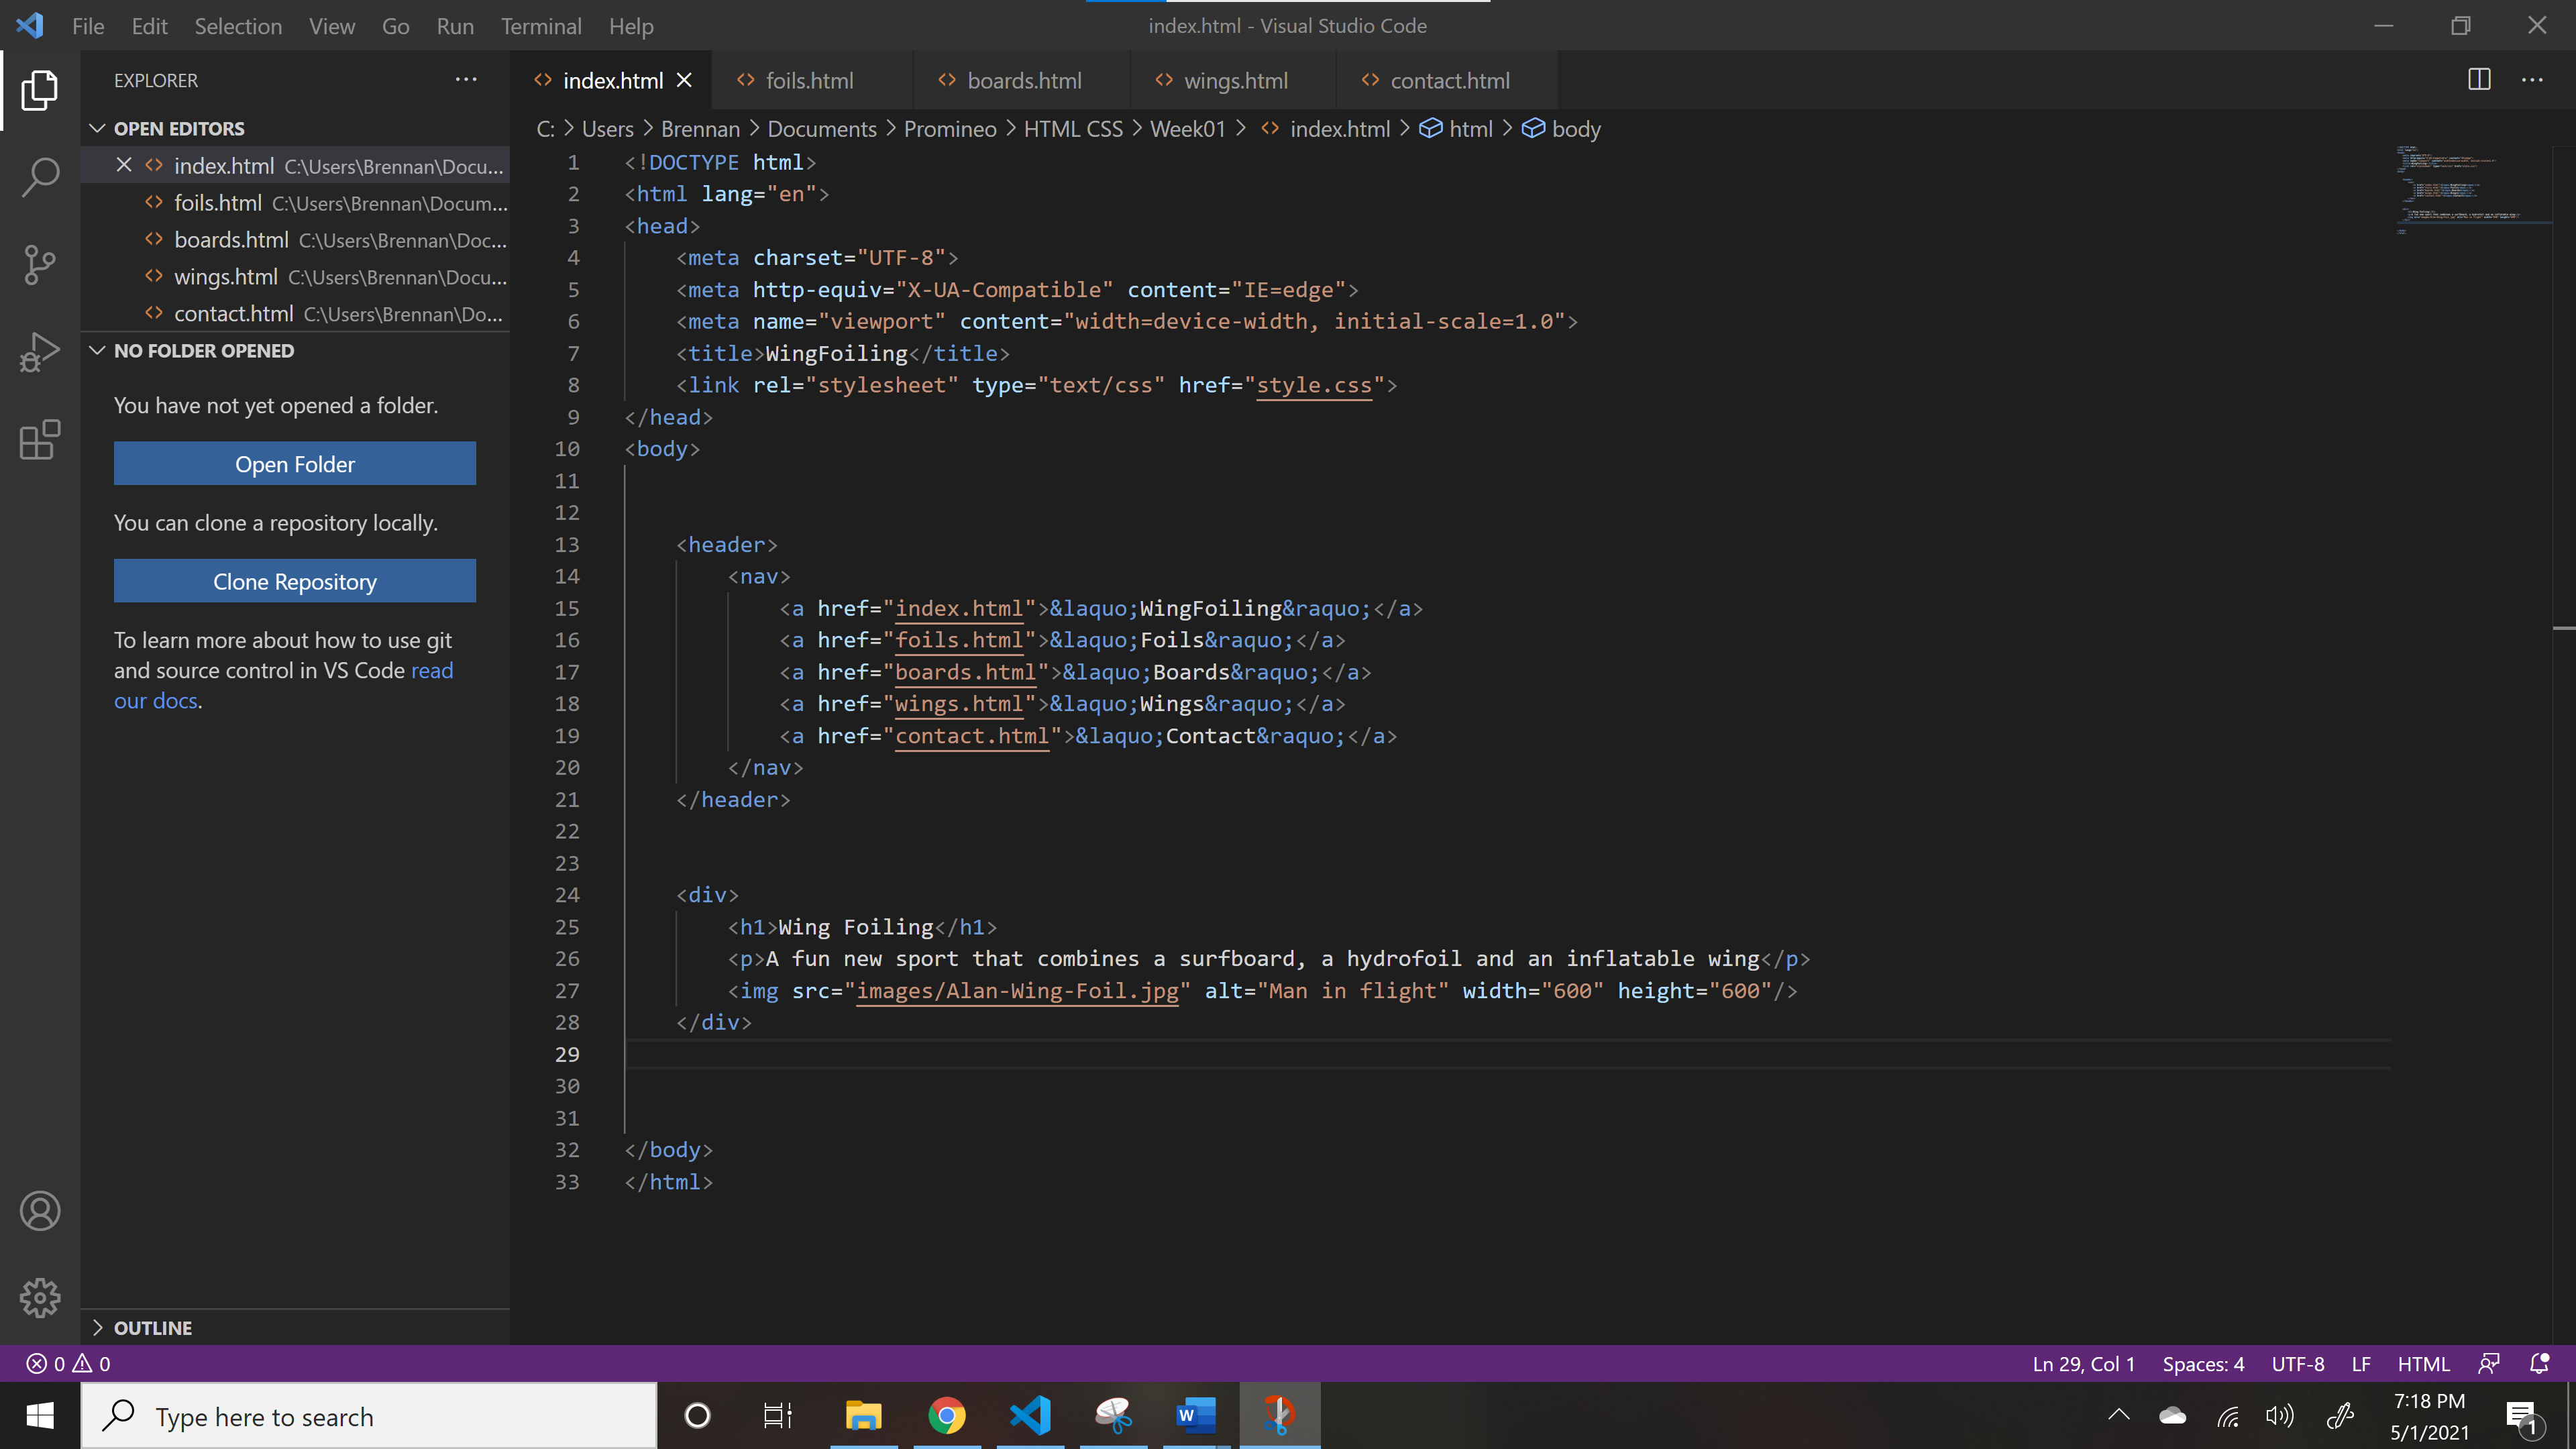 File Edit Selection View Go Run Terminal Help
index.html - Visual Studio Code
EXPLORER
OPEN EDITORS
index.html C:\Users\Brennan\Docu...
foils.html C:\Users\Brennan\Docum...
boards.html C:\Users\Brennan\Doc...
wings.html C:\Users\Brennan\Docu...
contact.html C:\Users\Brennan\Do...
NO FOLDER OPENED
You have not yet opened a folder.
Open Folder
You can clone a repository locally.
Clone Repository
To learn more about how to use git
and source control in VS Code read
our docs.
OUTLINE
index.html foils.html boards.html wings.html contact.html
C: > Users > Brennan > Documents > Promineo > HTML CSS > Week01 > index.html > html > body
1 <!DOCTYPE html>
2 <html lang="en">
3 <head>
4 <meta charset="UTF-8">
5 <meta http-equiv="X-UA-Compatible" content="IE=edge">
6 <meta name="viewport" content="width=device-width, initial-scale=1.0">
7 <title>WingFoiling</title>
8 <link rel="stylesheet" type="text/css" href="style.css">
9 </head>
10 <body>
11
12
13 <header>
14 <nav>
15 <a href="index.html">&laquo;WingFoiling&raquo;</a>
16 <a href="foils.html">&laquo;Foils&raquo;</a>
17 <a href="boards.html">&laquo;Boards&raquo;</a>
18 <a href="wings.html">&laquo;Wings&raquo;</a>
19 <a href="contact.html">&laquo;Contact&raquo;</a>
20 </nav>
21 </header>
22
23
24 <div>
25 <h1>Wing Foiling</h1>
26 <p>A fun new sport that combines a surfboard, a hydrofoil and an inflatable wing</p>
27 <img src="images/Alan-Wing-Foil.jpg" alt="Man in flight" width="600" height="600"/>
28 </div>
29
30
31
32 </body>
33 </html>
0 0
Ln 29, Col 1 Spaces: 4 UTF-8 LF HTML
Type here to search
W
7:18 PM
5/1/2021
1